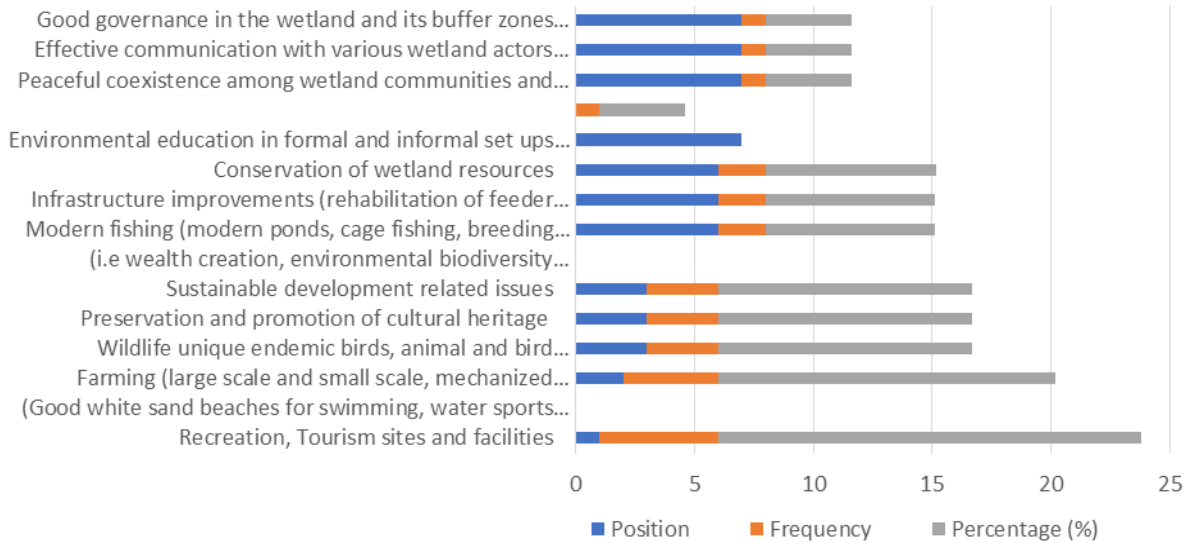 Good governance in the wetland and its buffer zones...
Effective communication with various wetland actors...
Peaceful coexistence among wetland communities and...
Environmental education in formal and informal set ups...
Conservation of wetland resources
Infrastructure improvements (rehabilitation of feeder...
Modern fishing (modern ponds, cage fishing, breeding...
(i.e wealth creation, environmental biodiversity...
Sustainable development related issues
Preservation and promotion of cultural heritage
Wildlife unique endemic birds, animal and bird...
Farming (large scale and small scale, mechanized...
(Good white sand beaches for swimming, water sports...
Recreation, Tourism sites and facilities
0 5 10 15 20 25
Position Frequency Percentage (%)